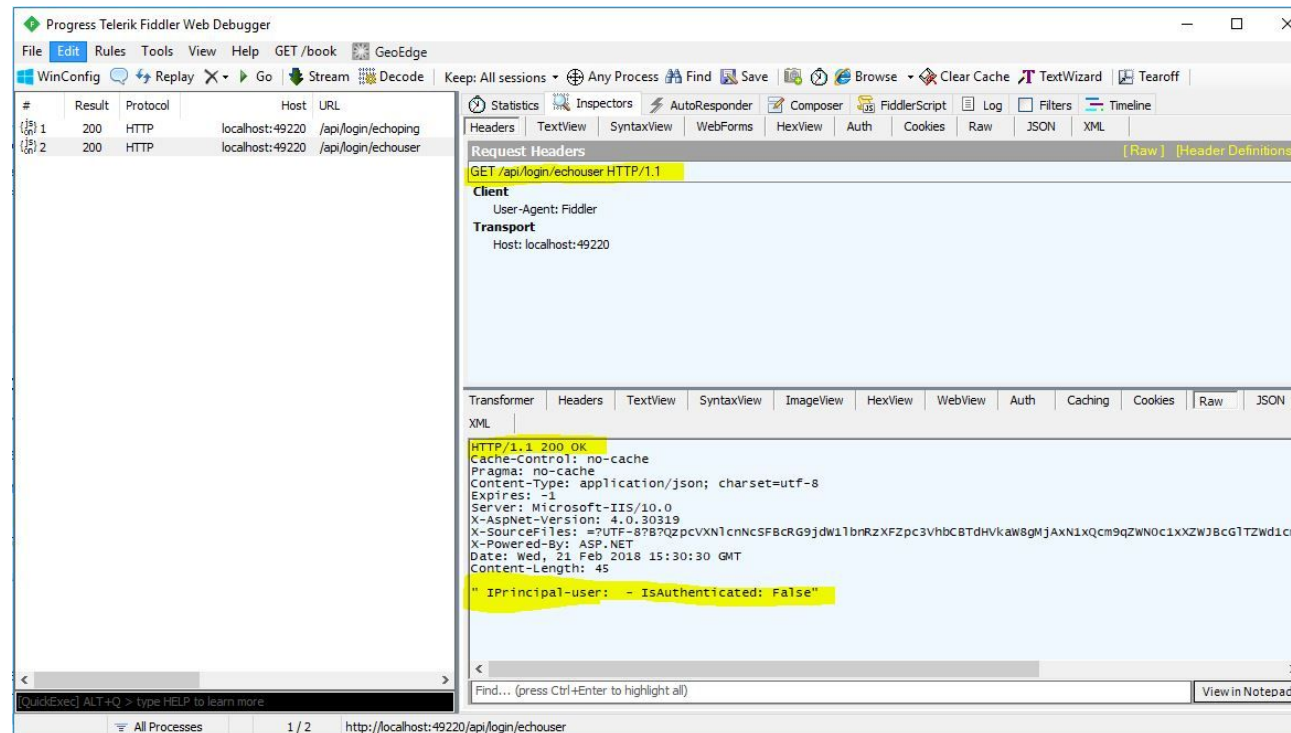 Progress Telerik Fiddler Web Debugger
File Edit Rules Tools View Help GET /book GeoEdge
WinConfig Replay Go Stream Decode Keep: All sessions Any Process Find Save Browse Clear Cache TextWizard Tearoff
# Result Protocol Host URL
1 200 HTTP localhost:49220 /api/login/echoping
2 200 HTTP localhost:49220 /api/login/echouser
Statistics Inspectors AutoResponder Composer FiddlerScript Log Filters Timeline
Headers TextView SyntaxView WebForms HexView Auth Cookies Raw JSON XML
Request Headers [ Raw ] [Header Definitions
GET /api/login/echouser HTTP/1.1
Client
User-Agent: Fiddler
Transport
Host: localhost:49220
Transformer Headers TextView SyntaxView ImageView HexView WebView Auth Caching Cookies Raw JSON
XML
HTTP/1.1 200 OK
Cache-Control: no-cache
Pragma: no-cache
Content-Type: application/json; charset=utf-8
Expires: -1
Server: Microsoft-IIS/10.0
X-AspNet-Version: 4.0.30319
X-SourceFiles:
X-Powered-By: ASP.NET
Date: Wed, 21 Feb 2018 15:30:30 GMT
Content-Length: 45
" IPrincipal-user:  - IsAuthenticated: False"
Find... (press Ctrl+Enter to highlight all) View in Notepad
[QuickExec] ALT+Q > type HELP to learn more
All Processes 1 / 2 http://localhost:49220/api/login/echouser